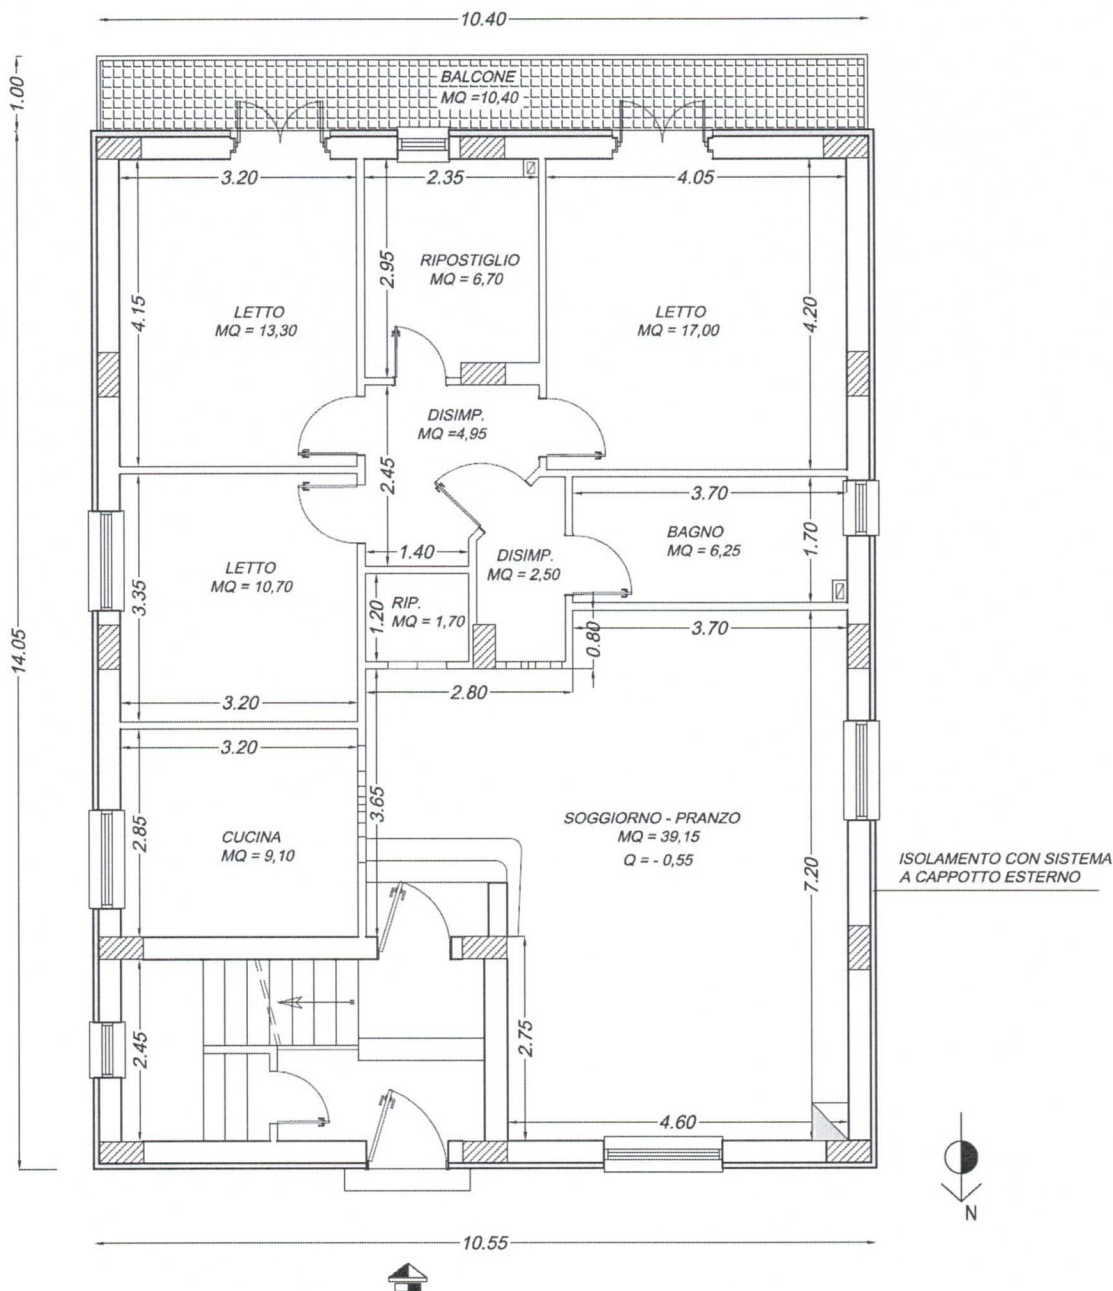 10.40
1.00
BALCONE
MQ =10,40
3.20
2.35
4.05
4.15
2.95
4.20
RIPOSTIGLIO
MQ = 6,70
LETTO
MQ = 13,30
LETTO
MQ = 17,00
DISIMP.
MQ =4,95
2.45
3.70
BAGNO
MQ = 6,25
1.70
1.40
DISIMP.
MQ = 2,50
LETTO
MQ = 10,70
3.35
1.20
RIP.
MQ = 1,70
0.80
3.70
14.05
3.20
2.80
3.20
2.85
3.65
CUCINA
MQ = 9,10
SOGGIORNO - PRANZO
MQ = 39,15
Q = - 0,55
7.20
ISOLAMENTO CON SISTEMA
A CAPPOTTO ESTERNO
2.45
2.75
4.60
N
10.55